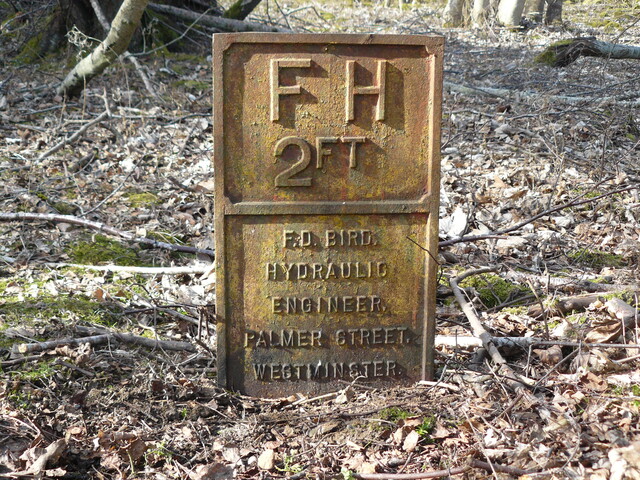 F H
2FT
F.D. BIRD.
HYDRAULIC
ENGINEER,
PALMER STREET.
WESTMINSTER.